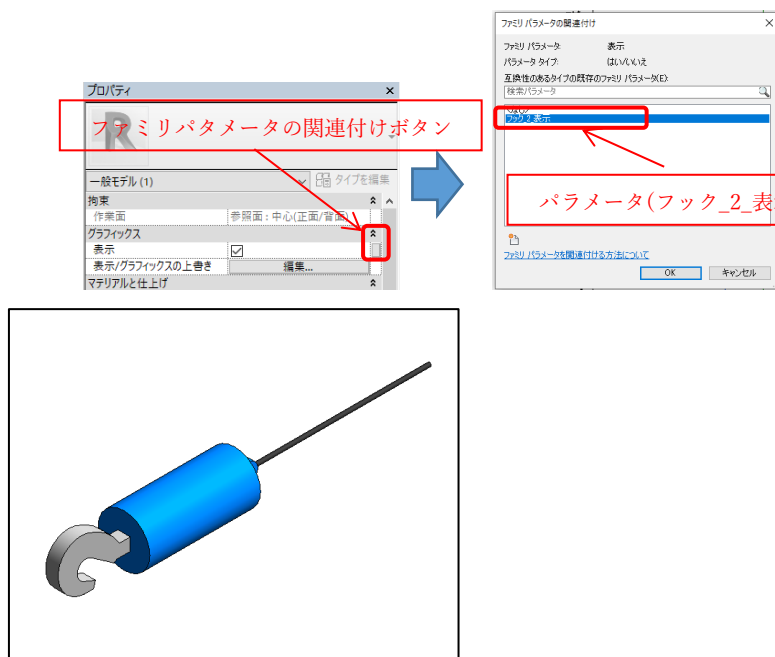 プロパティ
R
ファミリパタメータの関連付けボタン
一般モデル (1)
タイプを編集
拘束
作業面
参照面 : 中心(正面/背面)
グラフィックス
表示
表示/グラフィックスの上書き
編集...
マテリアルと仕上げ
ファミリ パラメータの関連付け
ファミリ パラメータ:
表示
パラメータ タイプ:
はい/いいえ
互換性のあるタイプの既存のファミリ パラメータ(E):
検索パラメータ
フック_2_表示
パラメータ(フック_2_表
ファミリ パラメータを関連付ける方法について
OK
キャンセル